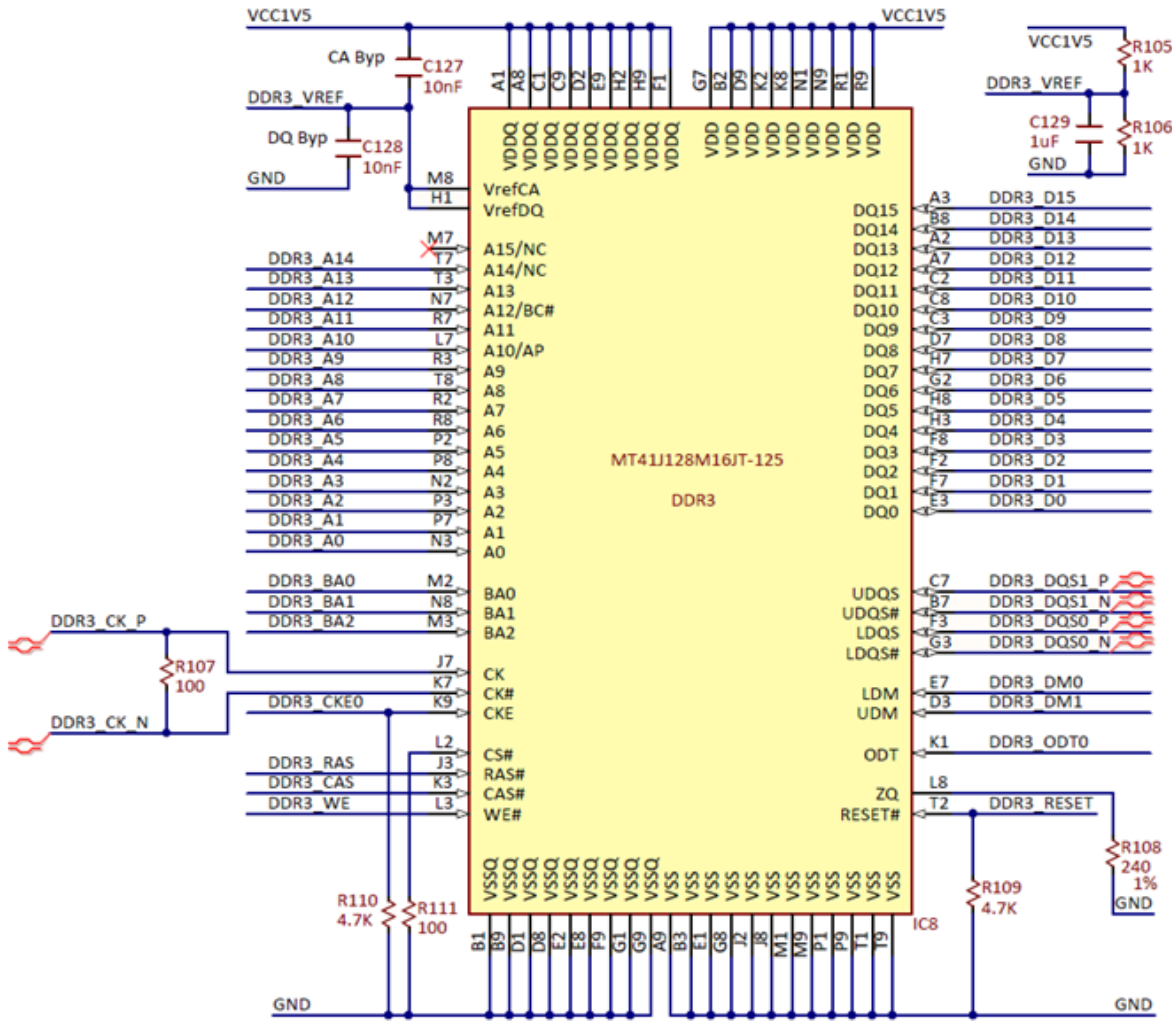 VCC1V5
VCC1V5
VCC1V5
R105
1K
CA Byp
C127
10nF
A1
A8
C1
C9
D2
E9
H2
H9
F1
G7
B2
D9
K2
K8
N1
N9
R1
R9
DDR3_VREF
DDR3_VREF
DQ Byp
C128
10nF
VDDQ
VDDQ
VDDQ
VDDQ
VDDQ
VDDQ
VDDQ
VDDQ
VDDQ
VDD
VDD
VDD
VDD
VDD
VDD
VDD
VDD
VDD
C129
1uF
R106
1K
GND
GND
M8 VrefCA
H1 VrefDQ
M7 A15/NC
DDR3_A14 T7 A14/NC
DDR3_A13 T3 A13
DDR3_A12 N7 A12/BC#
DDR3_A11 R7 A11
DDR3_A10 L7 A10/AP
DDR3_A9 R3 A9
DDR3_A8 T8 A8
DDR3_A7 R2 A7
DDR3_A6 R8 A6
DDR3_A5 P2 A5
DDR3_A4 P8 A4
DDR3_A3 N2 A3
DDR3_A2 P3 A2
DDR3_A1 P7 A1
DDR3_A0 N3 A0
DDR3_BA0 M2 BA0
DDR3_BA1 N8 BA1
DDR3_BA2 M3 BA2
DDR3_CK_P
R107
100
J7 CK
K7 CK#
DDR3_CKE0 K9 CKE
DDR3_CK_N
L2 CS#
DDR3_RAS J3 RAS#
DDR3_CAS K3 CAS#
DDR3_WE L3 WE#
MT41J128M16JT-125
DDR3
DQ15 A3 DDR3_D15
DQ14 B8 DDR3_D14
DQ13 A2 DDR3_D13
DQ12 A7 DDR3_D12
DQ11 C2 DDR3_D11
DQ10 C8 DDR3_D10
DQ9 C3 DDR3_D9
DQ8 D7 DDR3_D8
DQ7 H7 DDR3_D7
DQ6 G2 DDR3_D6
DQ5 H8 DDR3_D5
DQ4 H3 DDR3_D4
DQ3 F8 DDR3_D3
DQ2 F2 DDR3_D2
DQ1 F7 DDR3_D1
DQ0 E3 DDR3_D0
UDQS C7 DDR3_DQS1_P
UDQS# B7 DDR3_DQS1_N
LDQS F3 DDR3_DQS0_P
LDQS# G3 DDR3_DQS0_N
LDM E7 DDR3_DM0
UDM D3 DDR3_DM1
ODT K1 DDR3_ODT0
ZQ L8
RESET# T2 DDR3_RESET
R108
240
1%
GND
R109
4.7K
R110
4.7K
R111
100
VSSQ
VSSQ
VSSQ
VSSQ
VSSQ
VSSQ
VSSQ
VSSQ
VSSQ
VSS
VSS
VSS
VSS
VSS
VSS
VSS
VSS
VSS
VSS
VSS
VSS
IC8
B1
B9
D1
D8
E2
E8
F9
G1
G9
A9
B3
E1
G8
J2
J8
M1
M9
P1
P9
T1
T9
GND
GND